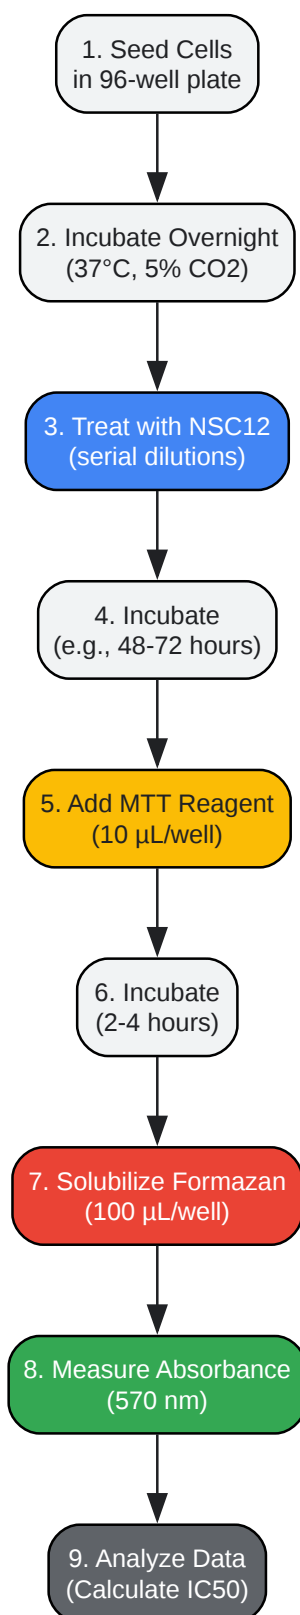 1. Seed Cells
in 96-well plate
2. Incubate Overnight
(37°C, 5% CO2)
3. Treat with NSC12
(serial dilutions)
4. Incubate
(e.g., 48-72 hours)
5. Add MTT Reagent
(10 µL/well)
6. Incubate
(2-4 hours)
7. Solubilize Formazan
(100 µL/well)
8. Measure Absorbance
(570 nm)
9. Analyze Data
(Calculate IC50)